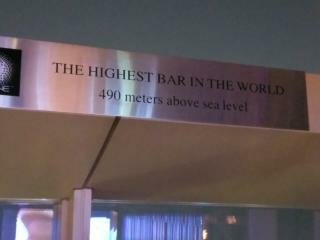 THE HIGHEST BAR IN THE WORLD
490 meters above sea level